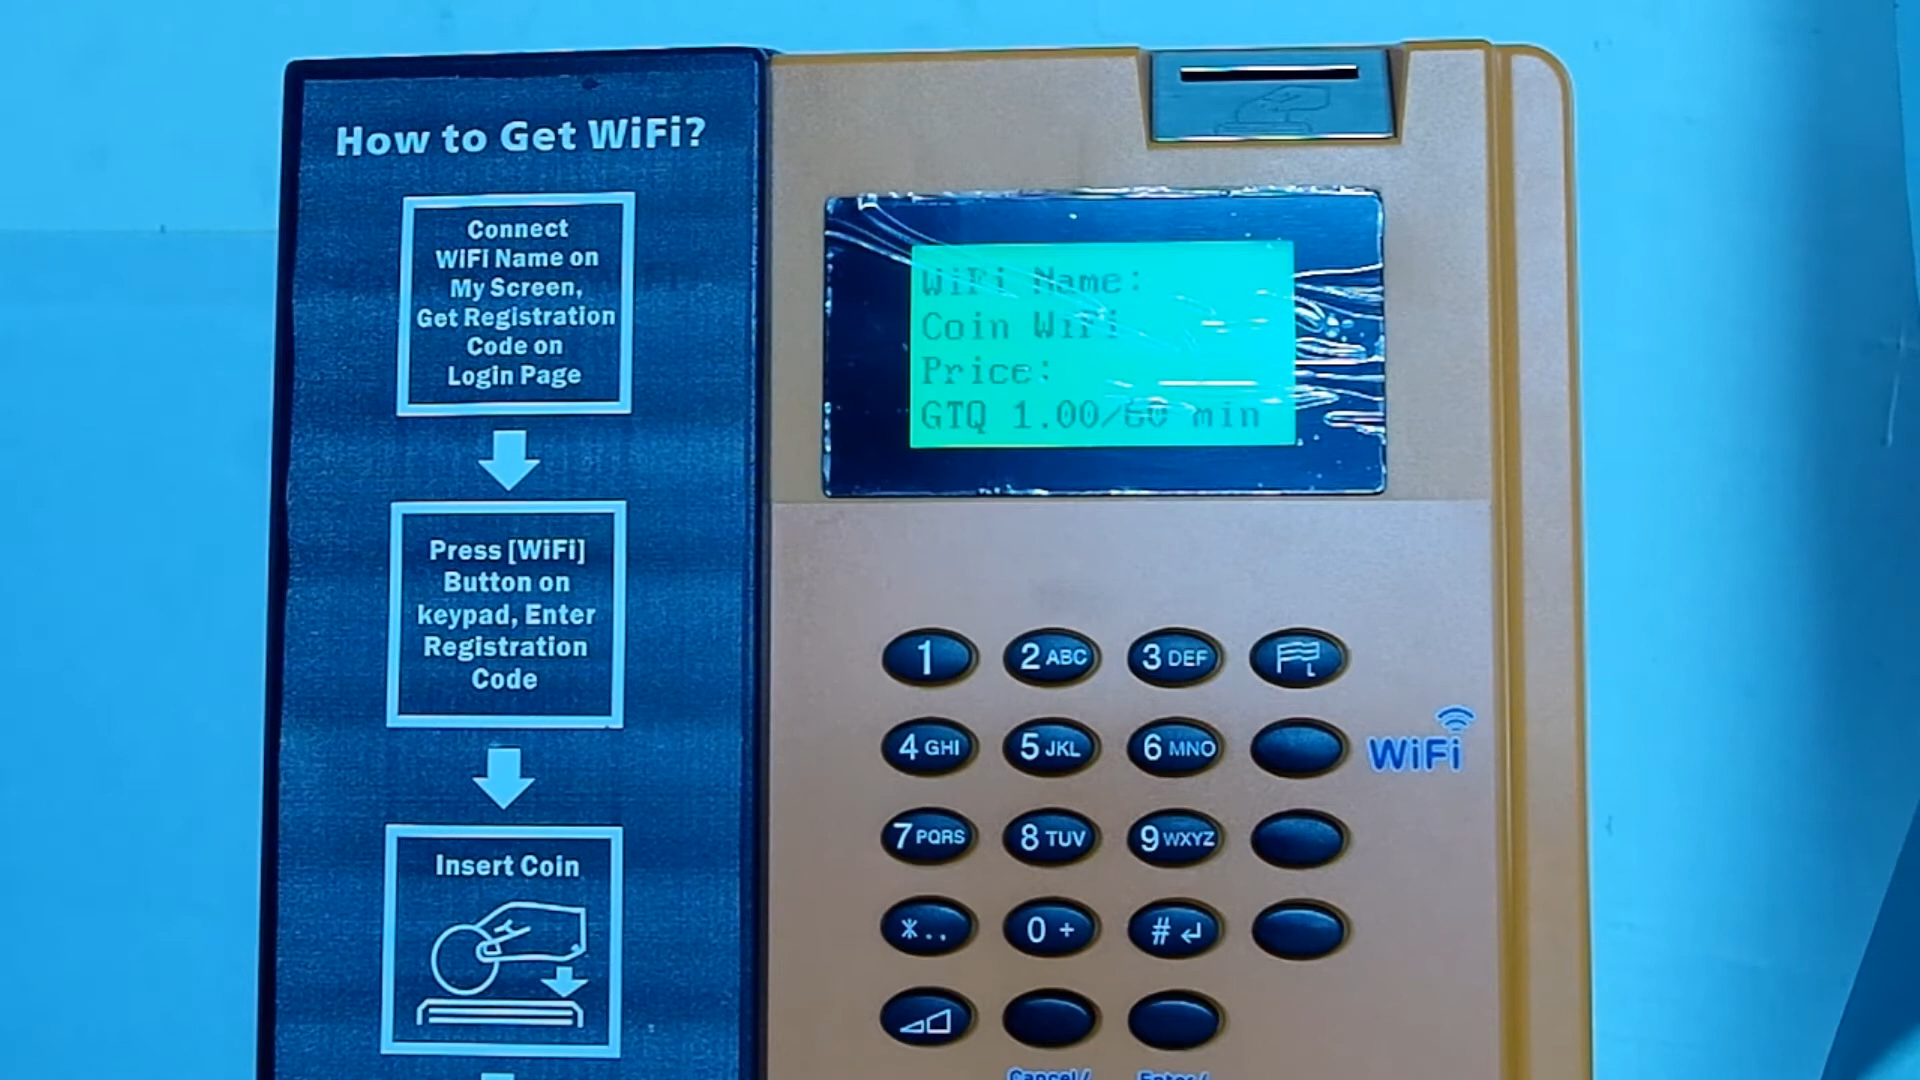 How to Get WiFi?
Connect
WiFi Name on
My Screen,
Get Registration
Code on
Login Page
Press [WiFi]
Button on
keypad, Enter
Registration
Code
Insert Coin
WiFi Name:
Coin WiFi
Price:
GTQ 1.00/60 min
1
2 ABC
3 DEF
L
4 GHI
5 JKL
6 MNO
WiFi
7 PQRS
8 TUV
9 WXYZ
* . ,
0 +
# ↵
Cancel/
Enter/